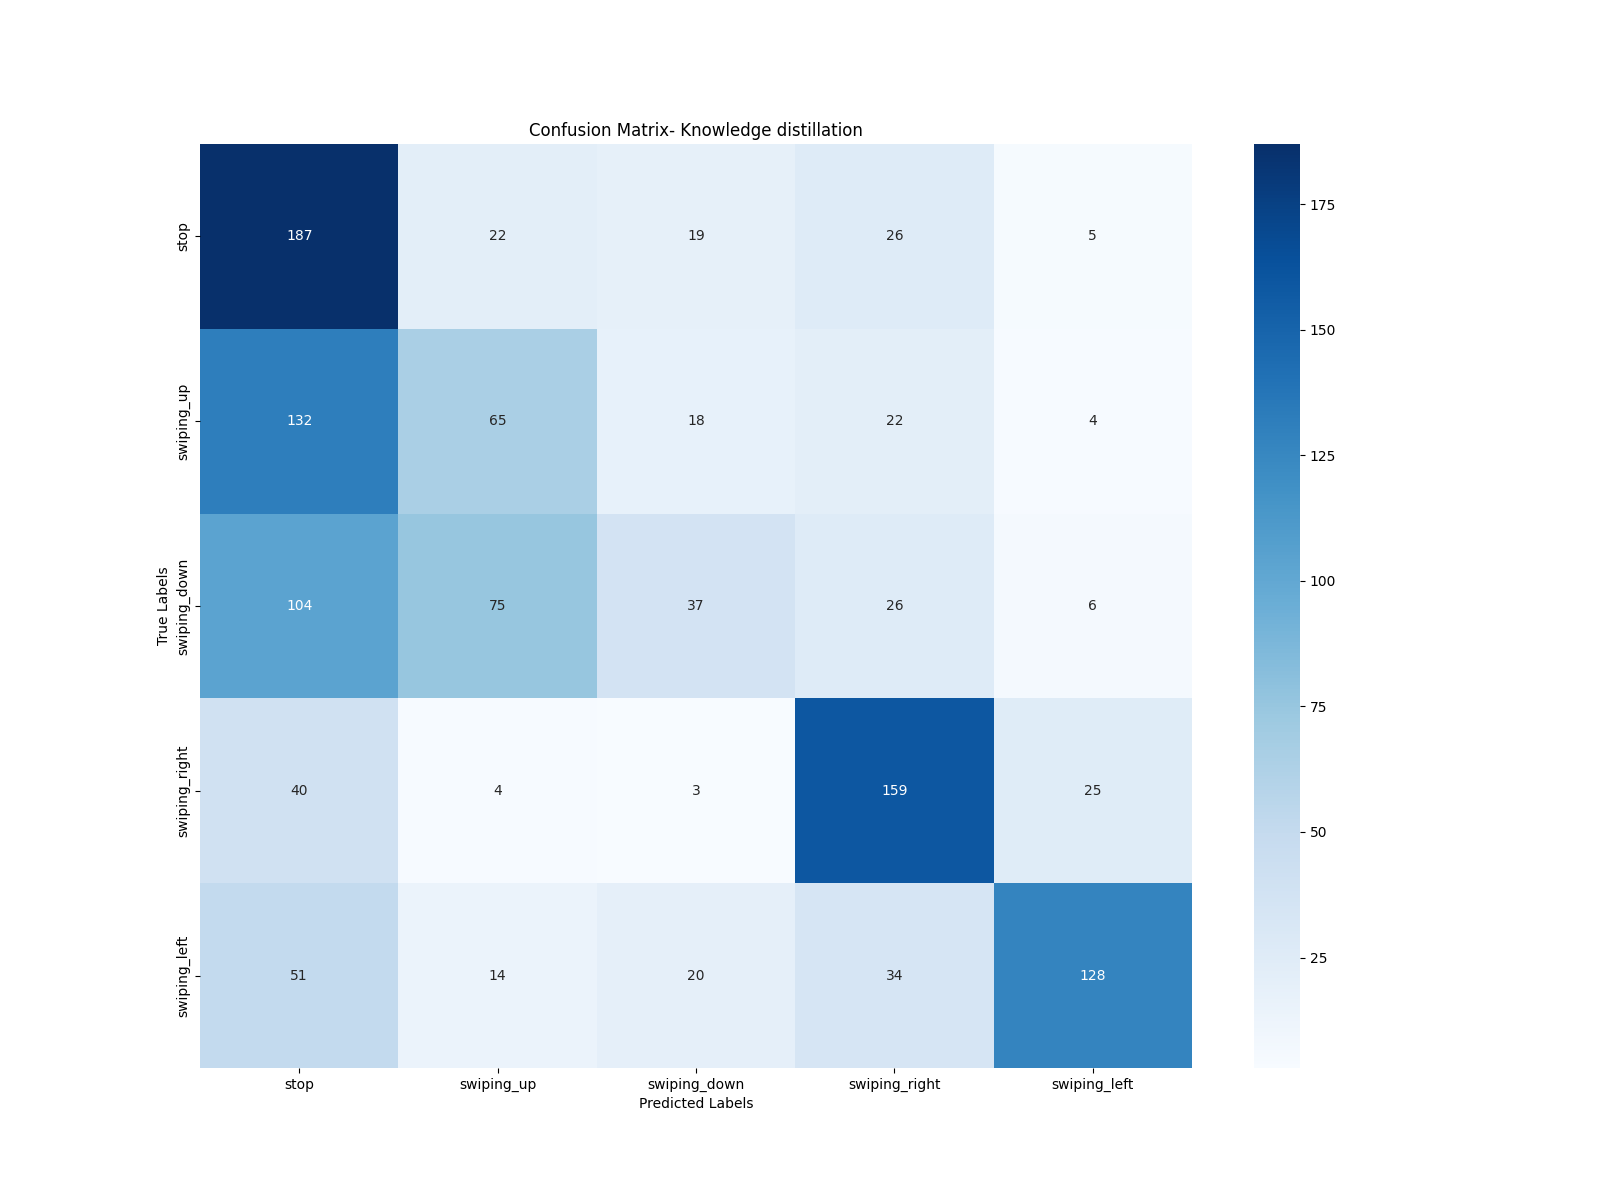 Confusion Matrix- Knowledge distillation
True Labels
stop 187 22 19 26 5
swiping_up 132 65 18 22 4
swiping_down 104 75 37 26 6
swiping_right 40 4 3 159 25
swiping_left 51 14 20 34 128
stop swiping_up swiping_down swiping_right swiping_left
Predicted Labels
175
150
125
100
75
50
25